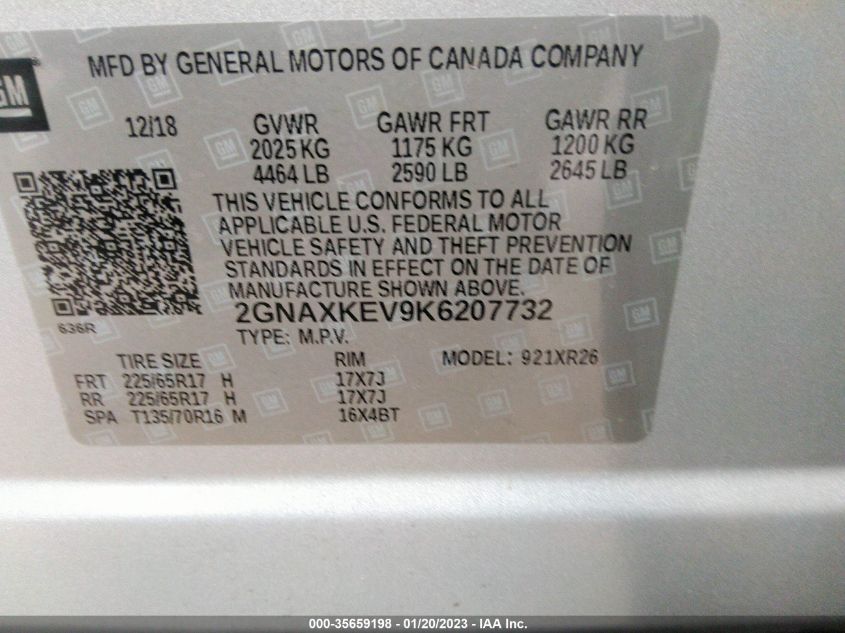 GM
MFD BY GENERAL MOTORS OF CANADA COMPANY
12/18 GVWR GAWR FRT GAWR RR
2025 KG 1175 KG 1200 KG
4464 LB 2590 LB 2645 LB
THIS VEHICLE CONFORMS TO ALL
APPLICABLE U.S. FEDERAL MOTOR
VEHICLE SAFETY AND THEFT PREVENTION
STANDARDS IN EFFECT ON THE DATE OF
MANUFACTURE SHOWN ABOVE.
2GNAXKEV9K6207732
636R
TYPE: M.P.V.
TIRE SIZE RIM MODEL: 921XR26
FRT 225/65R17 H 17X7J
RR 225/65R17 H 17X7J
SPA T135/70R16 M 16X4BT
000-35659198 - 01/20/2023 - IAA Inc.